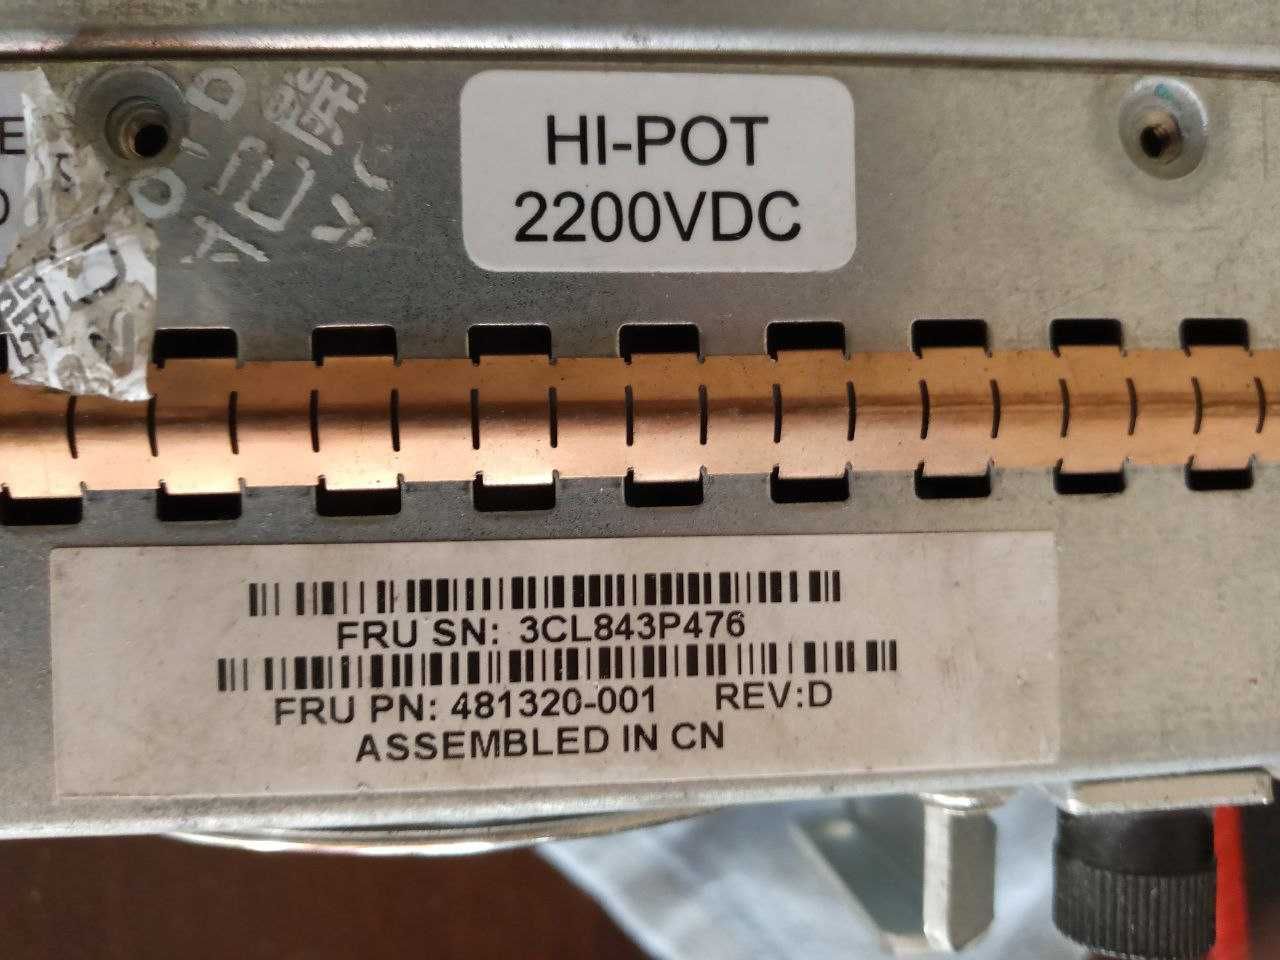 HI-POT
2200VDC
FRU SN: 3CL843P476
FRU PN: 481320-001 REV:D
ASSEMBLED IN CN